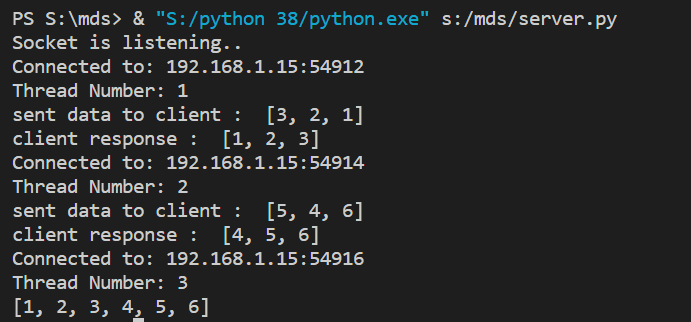 PS S:\mds> & "S:/python 38/python.exe" s:/mds/server.py
Socket is listening..
Connected to: 192.168.1.15:54912
Thread Number: 1
sent data to client :  [3, 2, 1]
client response :  [1, 2, 3]
Connected to: 192.168.1.15:54914
Thread Number: 2
sent data to client :  [5, 4, 6]
client response :  [4, 5, 6]
Connected to: 192.168.1.15:54916
Thread Number: 3
[1, 2, 3, 4, 5, 6]